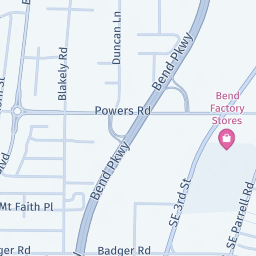 Duncan Ln
Blakely Rd
Bend Pkwy
Bend
Factory
Stores
Powers Rd
Blvd
Bend Pkwy
SE 3rd St
SE Parrell Rd
Mt Faith Pl
Badger Rd